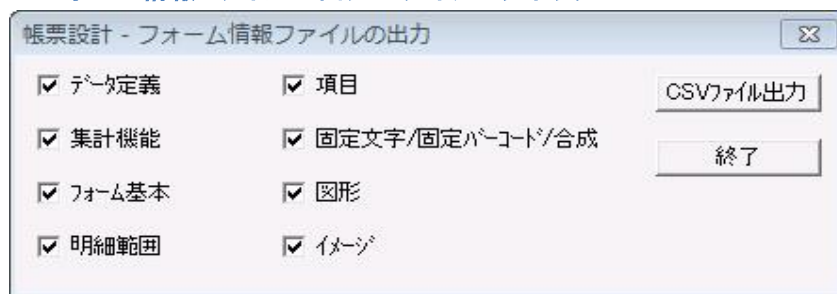 帳票設計 - フォーム情報ファイルの出力
データ定義
項目
CSVファイル出力
集計機能
固定文字/固定バーコード/合成
終了
フォーム基本
図形
明細範囲
イメージ